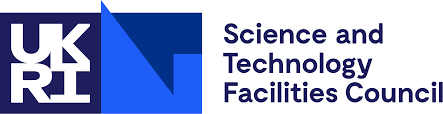 UK
RI
Science and
Technology
Facilities Council